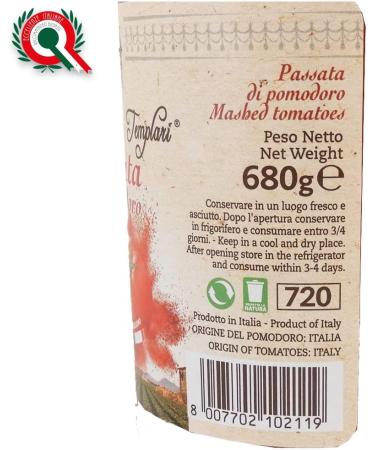 Passata
di pomodoro
Mashed tomatoes
Templari®
Peso Netto
Net Weight
680g℮
Conservare in un luogo fresco e
asciutto. Dopo l'apertura conservare
in frigorifero e consumare entro 3/4
giorni. - Keep in a cool and dry place.
After opening store in the refrigerator
and consume within 3-4 days.
RISPETTA LA
NATURA
720
Prodotto in Italia - Product of Italy
ORIGINE DEL POMODORO: ITALIA
ORIGIN OF TOMATOES: ITALY
8 007702 102119